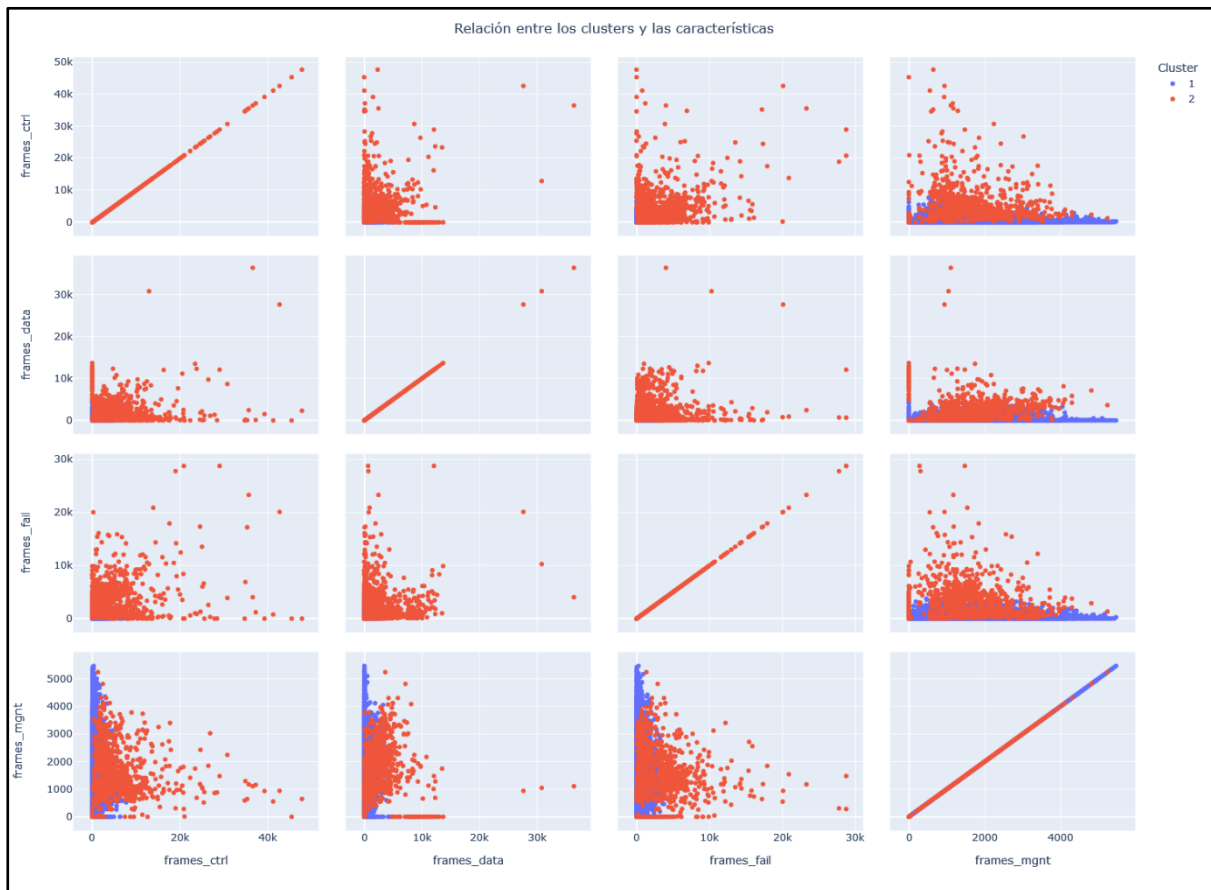 Relación entre los clusters y las características
Cluster
1
2
50k
40k
30k
20k
10k
0
frames_ctrl
30k
20k
10k
0
frames_data
30k
20k
10k
0
frames_fail
5000
4000
3000
2000
1000
0
frames_mgnt
0 20k 40k
0 10k 20k 30k
0 10k 20k 30k
0 2000 4000
frames_ctrl frames_data frames_fail frames_mgnt